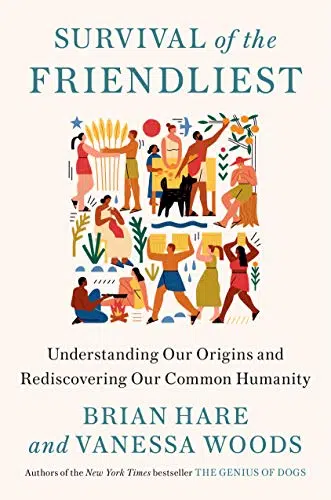 SURVIVAL of the
FRIENDLIEST
Understanding Our Origins and
Rediscovering Our Common Humanity
BRIAN HARE
and VANESSA WOODS
Authors of the New York Times bestseller THE GENIUS OF DOGS